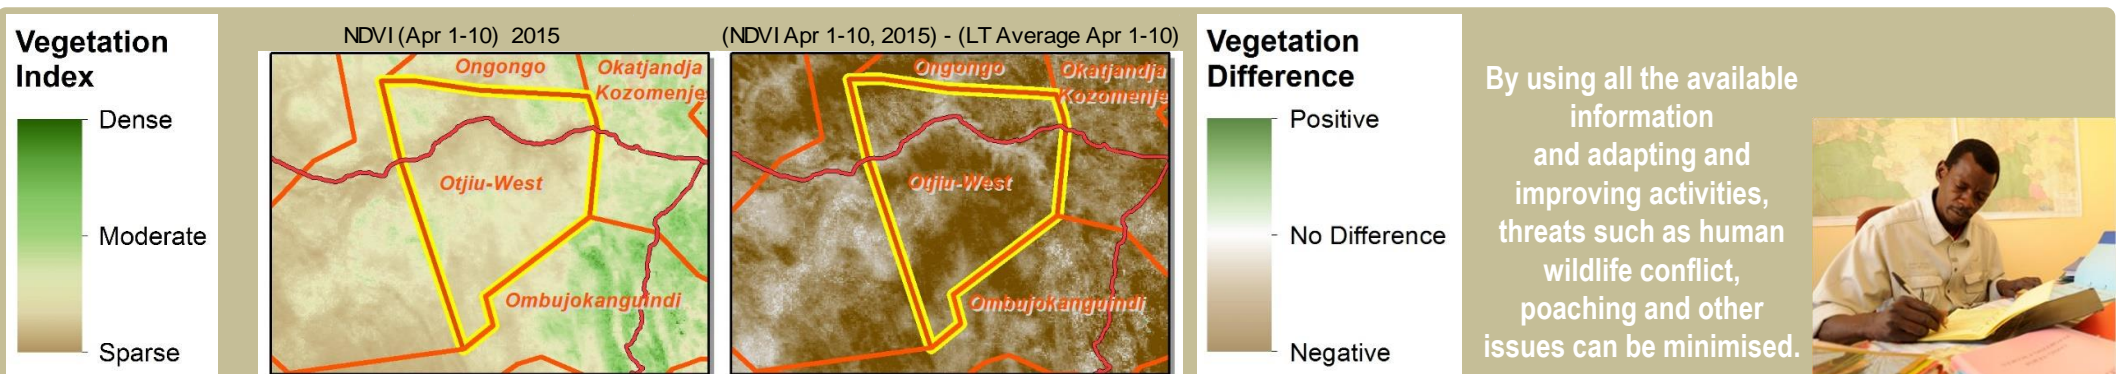 Vegetation
Index
Dense
Moderate
Sparse
NDVI (Apr 1-10) 2015
Ongongo
Okatjandja
Kozomenje
Otjiu-West
Ombujokanguindi
(NDVI Apr 1-10, 2015) - (LT Average Apr 1-10)
Ongongo
Okatjandja
Kozomenje
Otjiu-West
Ombujokanguindi
Vegetation
Difference
Positive
No Difference
Negative
By using all the available
information
and adapting and
improving activities,
threats such as human
wildlife conflict,
poaching and other
issues can be minimised.